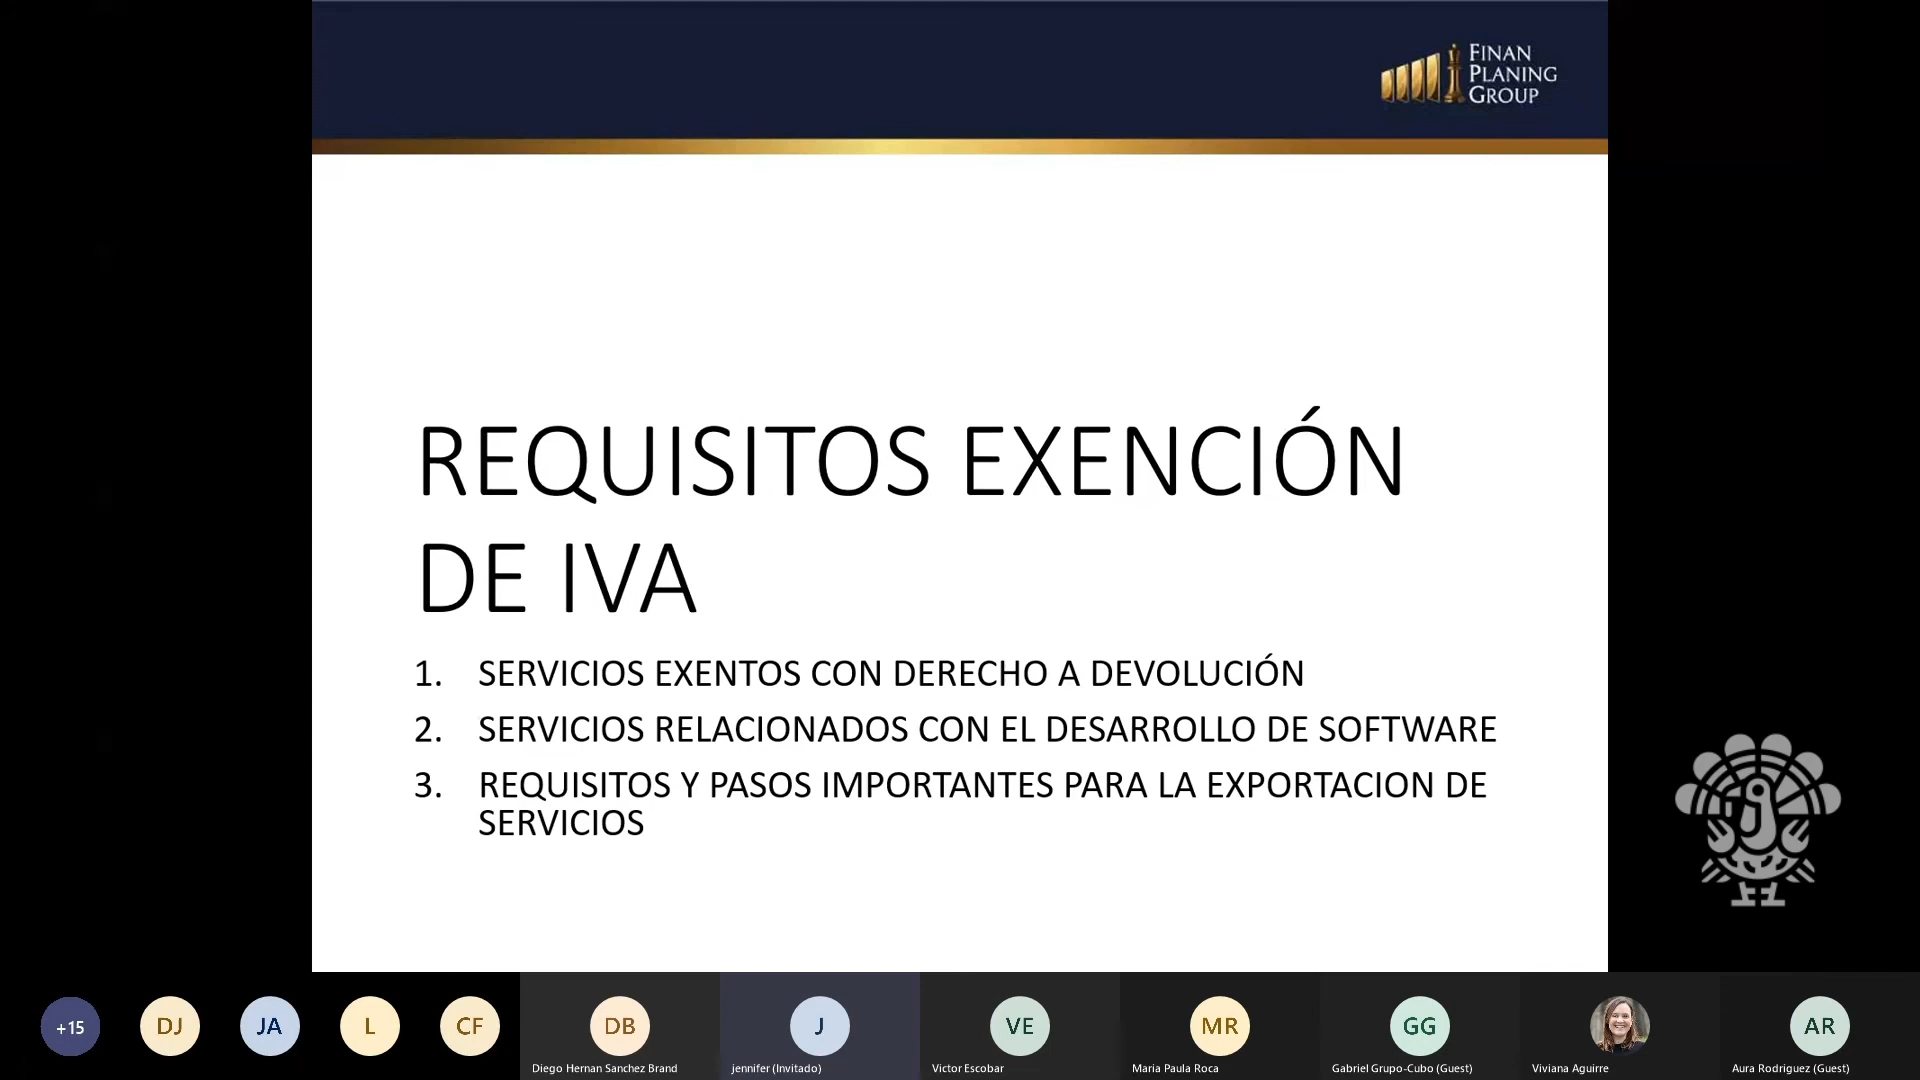 FINAN
PLANING
GROUP
REQUISITOS EXENCIÓN
DE IVA
1. SERVICIOS EXENTOS CON DERECHO A DEVOLUCIÓN
2. SERVICIOS RELACIONADOS CON EL DESARROLLO DE SOFTWARE
3. REQUISITOS Y PASOS IMPORTANTES PARA LA EXPORTACION DE
SERVICIOS
+15
DJ
JA
L
CF
DB
J
VE
MR
GG
AR
Diego Hernan Sanchez Brand
jennifer (Invitado)
Victor Escobar
Maria Paula Roca
Gabriel Grupo-Cubo (Guest)
Viviana Aguirre
Aura Rodriguez (Guest)